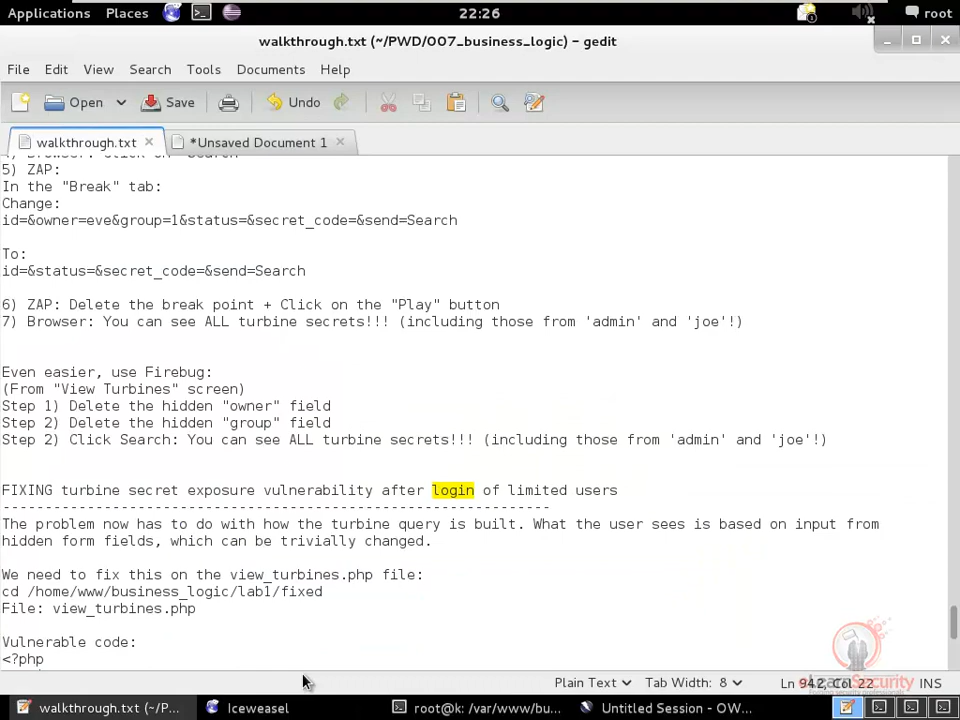 Applications Places 22:26 1 root
walkthrough.txt (~/PWD/007_business_logic) - gedit
File Edit View Search Tools Documents Help
Open Save Undo
walkthrough.txt *Unsaved Document 1
4) Browser: Click on "Search"
5) ZAP:
In the "Break" tab:
Change:
id=&owner=eve&group=1&status=&secret_code=&send=Search
To:
id=&status=&secret_code=&send=Search
6) ZAP: Delete the break point + Click on the "Play" button
7) Browser: You can see ALL turbine secrets!!! (including those from 'admin' and 'joe'!)
Even easier, use Firebug:
(From "View Turbines" screen)
Step 1) Delete the hidden "owner" field
Step 2) Delete the hidden "group" field
Step 2) Click Search: You can see ALL turbine secrets!!! (including those from 'admin' and 'joe'!)
FIXING turbine secret exposure vulnerability after login of limited users
-----------------------------------------------------------------
The problem now has to do with how the turbine query is built. What the user sees is based on input from
hidden form fields, which can be trivially changed.
We need to fix this on the view_turbines.php file:
cd /home/www/business_logic/lab1/fixed
File: view_turbines.php
Vulnerable code:
<?php
eLearnSecurity
Plain Text Tab Width: 8 Ln 942, Col 22 INS
walkthrough.txt (~/P... Iceweasel root@k: /var/www/bu... Untitled Session - OW...